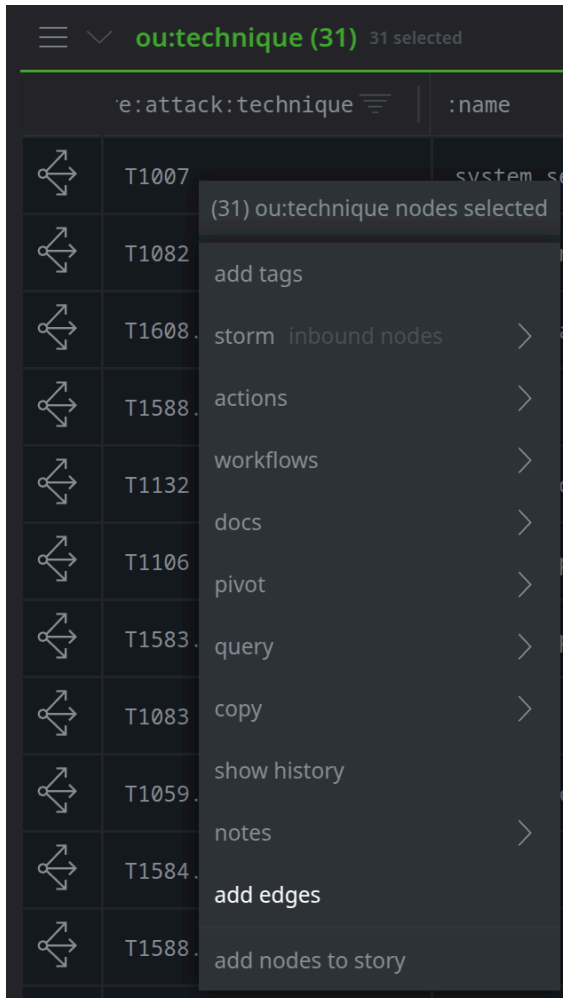 ou:technique (31) 31 selected
re:attack:technique :name
T1007 system se
(31) ou:technique nodes selected
T1082
add tags
T1608. storm inbound nodes
actions
T1588.
workflows
T1132
docs
T1106
pivot
T1583.
query
T1083 copy
show history
T1059.
notes
T1584.
add edges
T1588.
add nodes to story